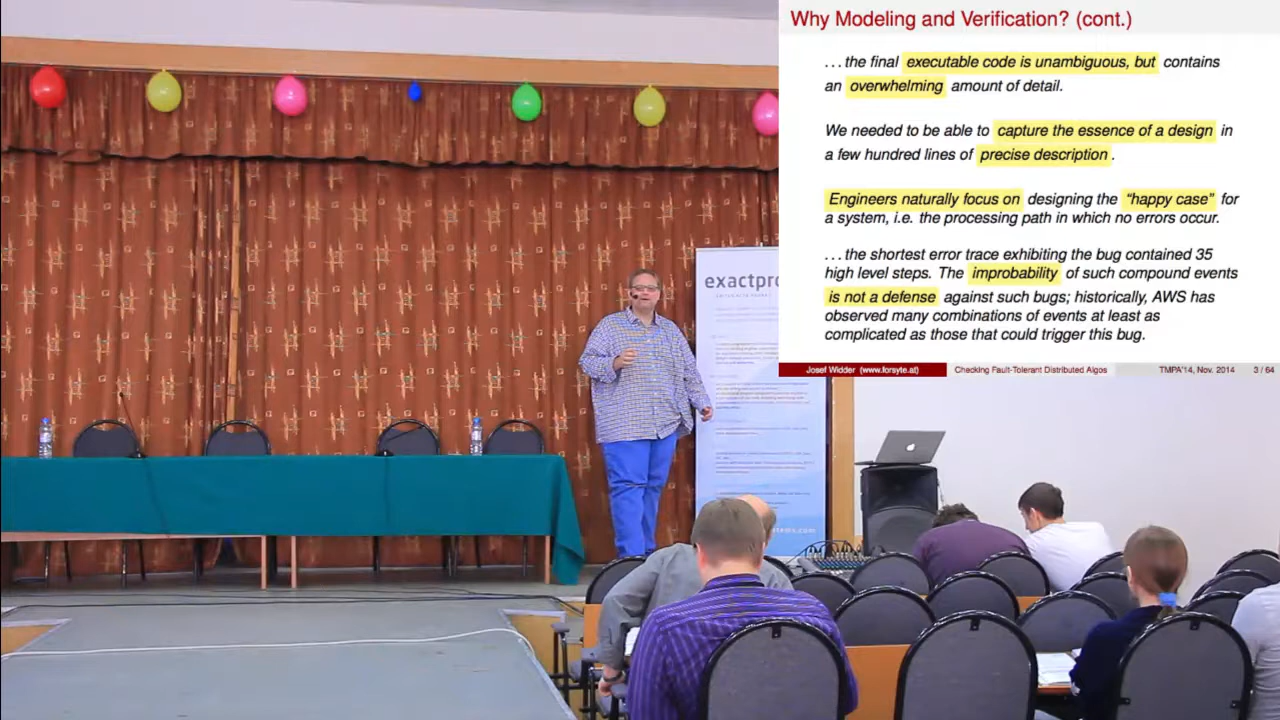 Why Modeling and Verification? (cont.)
. . . the final executable code is unambiguous, but contains
an overwhelming amount of detail.
We needed to be able to capture the essence of a design in
a few hundred lines of precise description .
Engineers naturally focus on designing the “happy case” for
a system, i.e. the processing path in which no errors occur.
. . . the shortest error trace exhibiting the bug contained 35
high level steps. The improbability of such compound events
is not a defense against such bugs; historically, AWS has
observed many combinations of events at least as
complicated as those that could trigger this bug.
Josef Widder (www.forsyte.at) Checking Fault-Tolerant Distributed Algos TMPA'14, Nov. 2014 3 / 64
exactpro